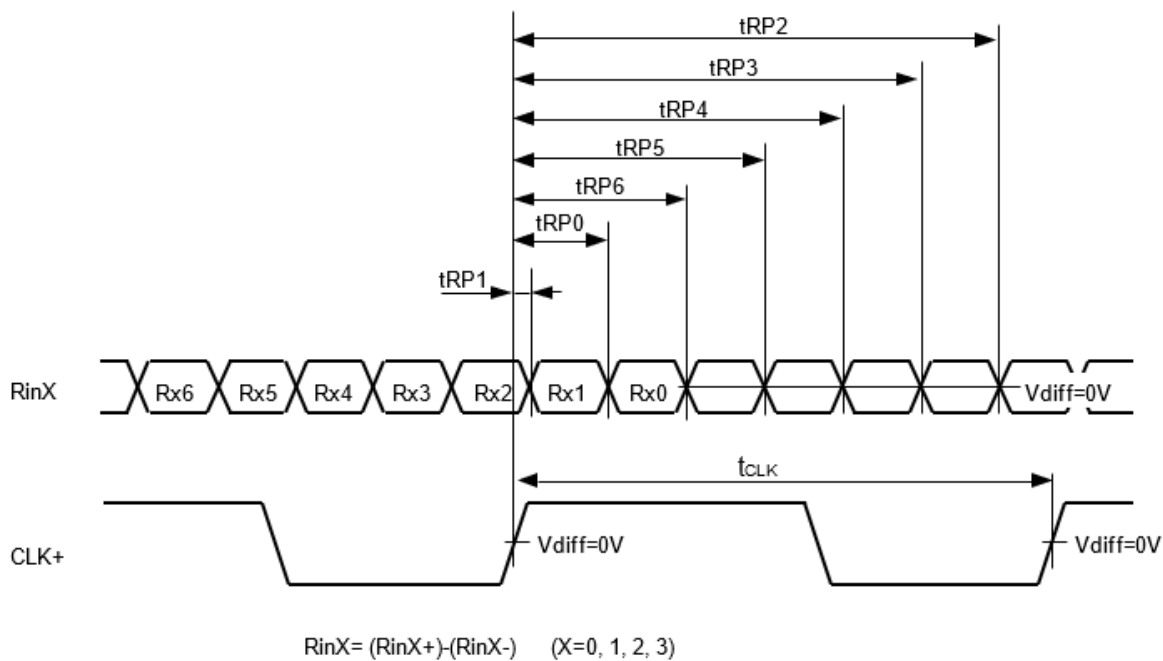 tRP2
tRP3
tRP4
tRP5
tRP6
tRP0
tRP1
RinX Rx6 Rx5 Rx4 Rx3 Rx2 Rx1 Rx0 Vdiff=0V
tCLK
CLK+ Vdiff=0V Vdiff=0V
RinX= (RinX+)-(RinX-) (X=0, 1, 2, 3)